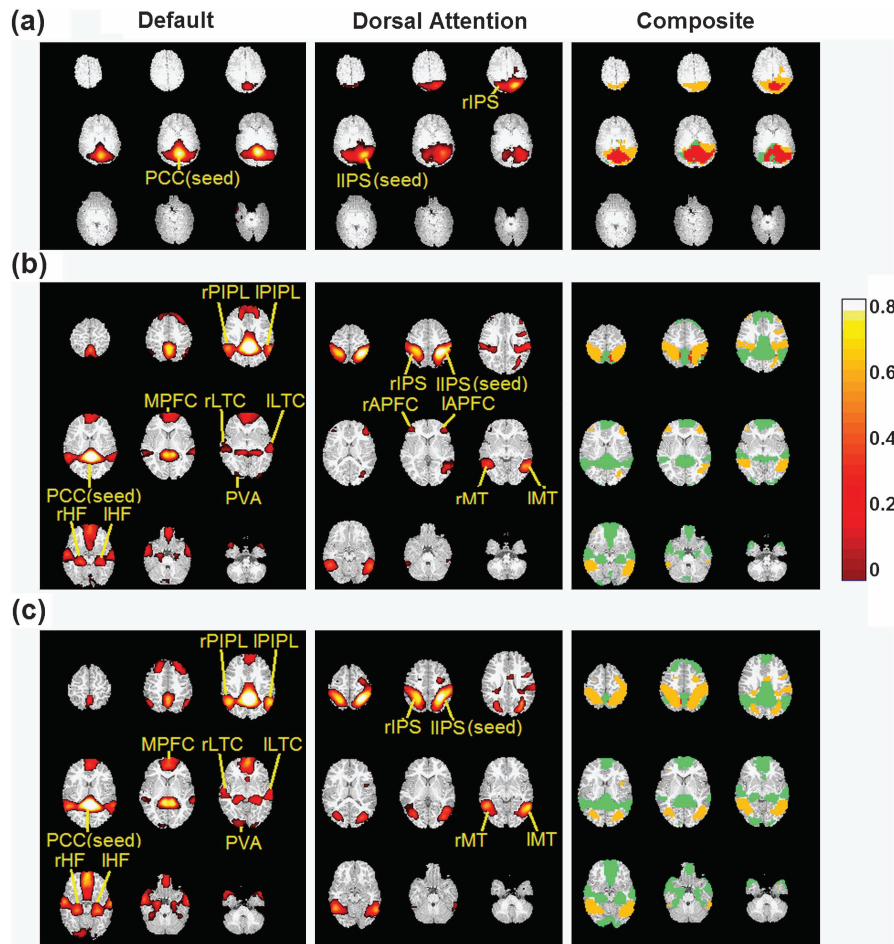 (a)
Default
Dorsal Attention
Composite
rIPS
PCC(seed)
lIPS(seed)
(b)
rPIPL lPIPL
rIPS lIPS(seed)
MPFC rLTC lLTC
rAPFC lAPFC
PCC(seed)
PVA
rMT lMT
rHF lHF
0.8
0.6
0.4
0.2
0
(c)
rPIPL lPIPL
rIPS lIPS(seed)
MPFC rLTC lLTC
PCC(seed)
PVA
rMT lMT
rHF lHF